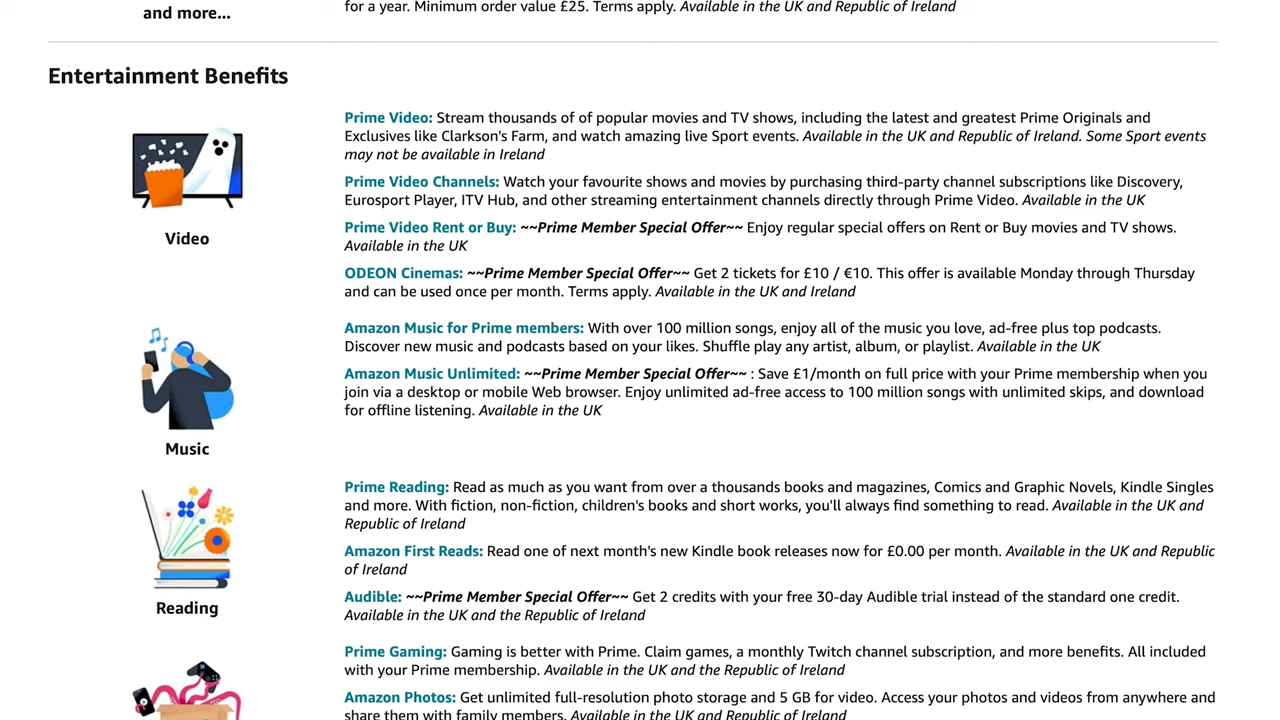 for a year. Minimum order value £25. Terms apply. Available in the UK and Republic of Ireland
and more...
Entertainment Benefits
Prime Video: Stream thousands of of popular movies and TV shows, including the latest and greatest Prime Originals and
Exclusives like Clarkson's Farm, and watch amazing live Sport events. Available in the UK and Republic of Ireland. Some Sport events
may not be available in Ireland
Prime Video Channels: Watch your favourite shows and movies by purchasing third-party channel subscriptions like Discovery,
Eurosport Player, ITV Hub, and other streaming entertainment channels directly through Prime Video. Available in the UK
Prime Video Rent or Buy: ~~Prime Member Special Offer~~ Enjoy regular special offers on Rent or Buy movies and TV shows.
Available in the UK
ODEON Cinemas: ~~Prime Member Special Offer~~ Get 2 tickets for £10 / €10. This offer is available Monday through Thursday
and can be used once per month. Terms apply. Available in the UK and Ireland
Video
Amazon Music for Prime members: With over 100 million songs, enjoy all of the music you love, ad-free plus top podcasts.
Discover new music and podcasts based on your likes. Shuffle play any artist, album, or playlist. Available in the UK
Amazon Music Unlimited: ~~Prime Member Special Offer~~ : Save £1/month on full price with your Prime membership when you
join via a desktop or mobile Web browser. Enjoy unlimited ad-free access to 100 million songs with unlimited skips, and download
for offline listening. Available in the UK
Music
Prime Reading: Read as much as you want from over a thousands books and magazines, Comics and Graphic Novels, Kindle Singles
and more. With fiction, non-fiction, children's books and short works, you'll always find something to read. Available in the UK and
Republic of Ireland
Amazon First Reads: Read one of next month's new Kindle book releases now for £0.00 per month. Available in the UK and Republic
of Ireland
Audible: ~~Prime Member Special Offer~~ Get 2 credits with your free 30-day Audible trial instead of the standard one credit.
Available in the UK and the Republic of Ireland
Reading
Prime Gaming: Gaming is better with Prime. Claim games, a monthly Twitch channel subscription, and more benefits. All included
with your Prime membership. Available in the UK and the Republic of Ireland
Amazon Photos: Get unlimited full-resolution photo storage and 5 GB for video. Access your photos and videos from anywhere and
share them with family members. Available in the UK and Republic of Ireland